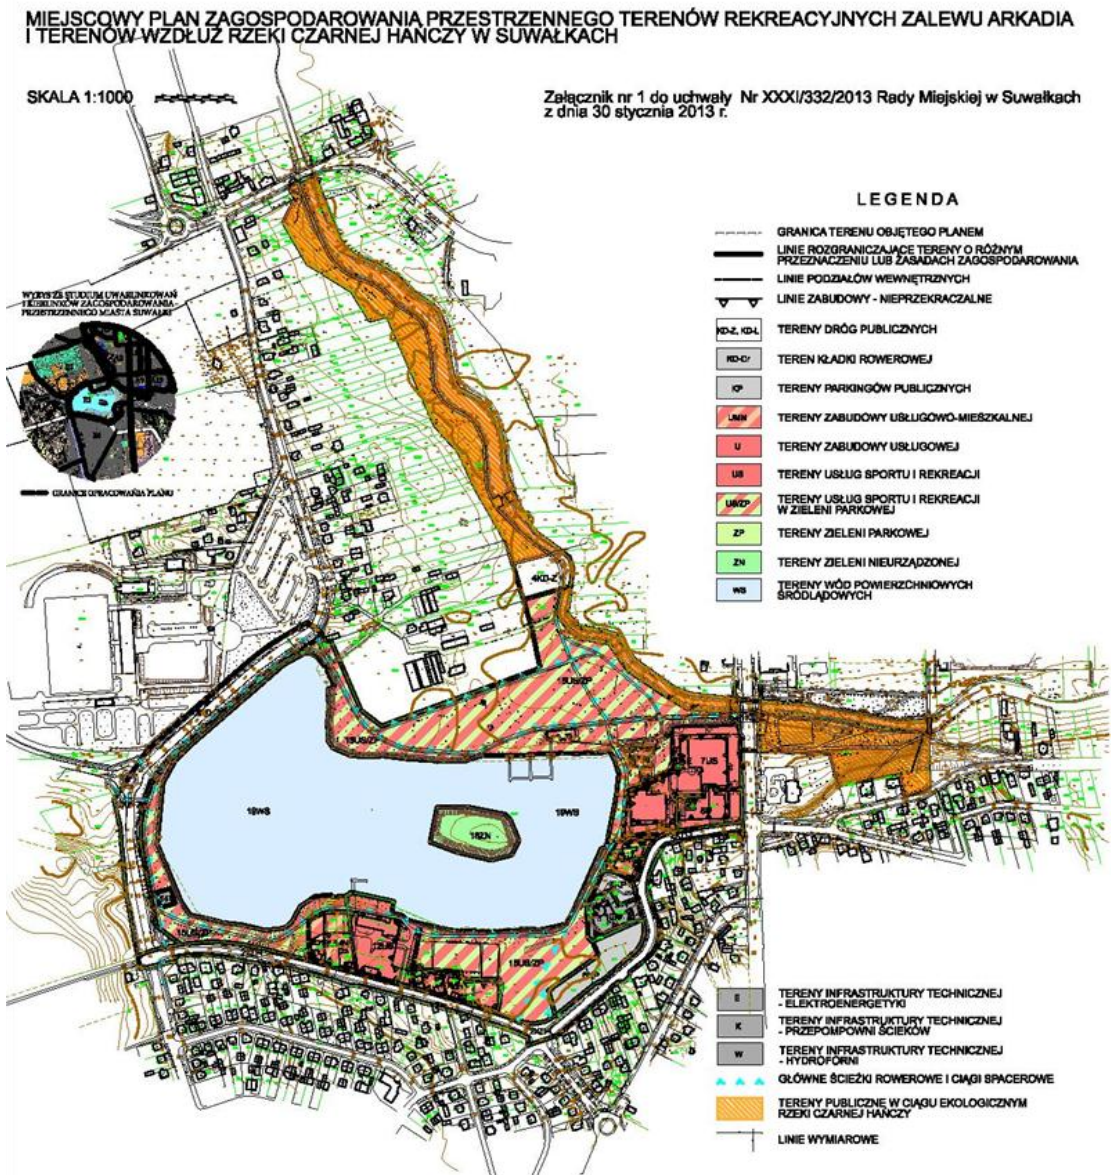 MIEJSCOWY PLAN ZAGOSPODAROWANIA PRZESTRZENNEGO TERENÓW REKREACYJNYCH ZALEWU ARKADIA
I TERENÓW WZDŁUŻ RZEKI CZARNEJ HAŃCZY W SUWAŁKACH
SKALA 1:1000
Załącznik nr 1 do uchwały Nr XXXI/332/2013 Rady Miejskiej w Suwałkach
z dnia 30 stycznia 2013 r.
LEGENDA
GRANICA TERENU OBJĘTEGO PLANEM
LINIE ROZGRANICZAJĄCE TERENY O RÓŻNYM
PRZEZNACZENIU LUB ZASADACH ZAGOSPODAROWANIA
LINIE PODZIAŁÓW WEWNĘTRZNYCH
LINIE ZABUDOWY - NIEPRZEKRACZALNE
KD-Z, KD-L TERENY DRÓG PUBLICZNYCH
TEREN KŁADKI ROWEROWEJ
KP TERENY PARKINGÓW PUBLICZNYCH
TERENY ZABUDOWY USŁUGOWO-MIESZKALNEJ
U TERENY ZABUDOWY USŁUGOWEJ
US TERENY USŁUG SPORTU I REKREACJI
US/ZP TERENY USŁUG SPORTU I REKREACJI
W ZIELENI PARKOWEJ
ZP TERENY ZIELENI PARKOWEJ
ZN TERENY ZIELENI NIEURZĄDZONEJ
WS TERENY WÓD POWIERZCHNIOWYCH
ŚRÓDLĄDOWYCH
WYRYS ZE STUDIUM UWARUNKOWAŃ
I KIERUNKÓW ZAGOSPODAROWANIA
PRZESTRZENNEGO MIASTA SUWAŁKI
GRANICE OPRACOWANIA PLANU
4KD-Z
7US
19WS
E TERENY INFRASTRUKTURY TECHNICZNEJ
- ELEKTROENERGETYKI
K TERENY INFRASTRUKTURY TECHNICZNEJ
- PRZEPOMPOWNI ŚCIEKÓW
W TERENY INFRASTRUKTURY TECHNICZNEJ
- HYDROFORNI
GŁÓWNE ŚCIEŻKI ROWEROWE I CIĄGI SPACEROWE
TERENY PUBLICZNE W CIĄGU EKOLOGICZNYM
RZEKI CZARNEJ HAŃCZY
LINIE WYMIAROWE